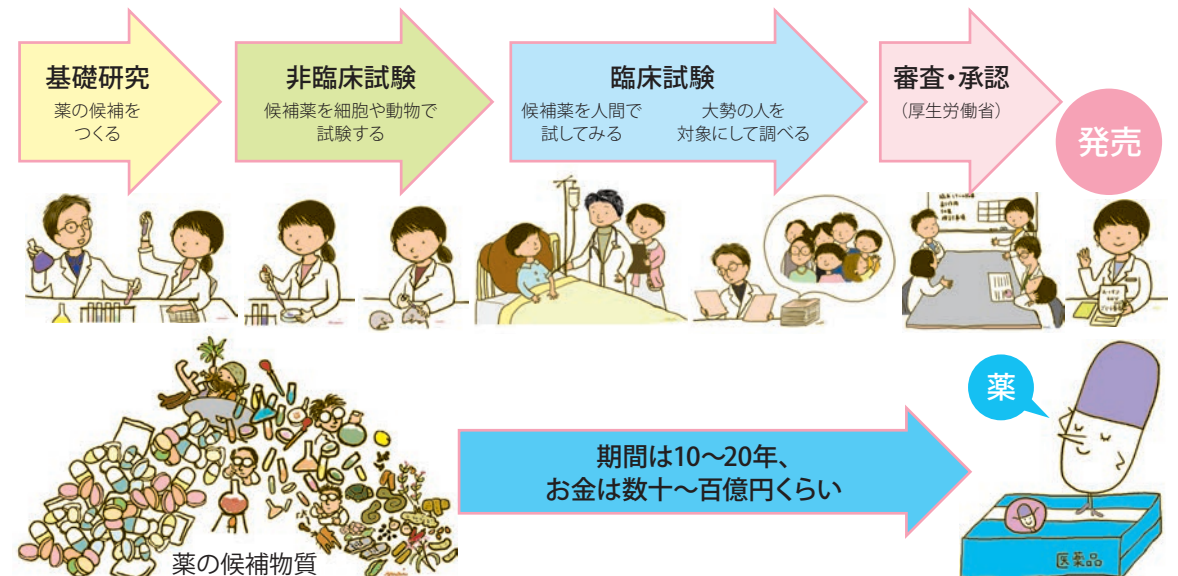 基礎研究
薬の候補を
つくる
非臨床試験
候補薬を細胞や動物で
試験する
臨床試験
候補薬を人間で
試してみる
大勢の人を
対象にして調べる
審査・承認
(厚生労働省)
発売
薬
期間は10〜20年、
お金は数十〜百億円くらい
薬の候補物質
医薬品